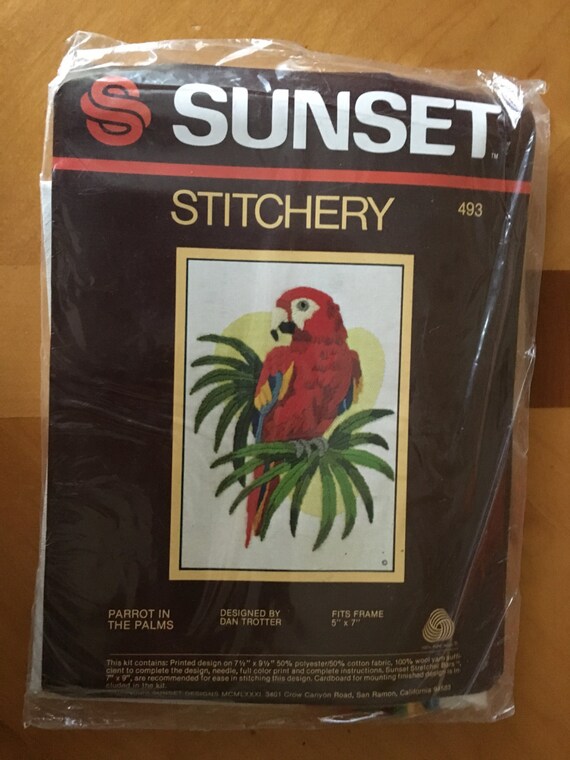 SUNSET
TM
STITCHERY
493
©
PARROT IN
THE PALMS
DESIGNED BY
DAN TROTTER
FITS FRAME
5" x 7"
This kit contains: Printed design on 7½" x 9½" 50% polyester/50% cotton fabric, 100% wool yarn
cient to complete the design, needle, full color print and complete instructions. Sunset Stretcher Bars
7" x 9", are recommended for ease in stitching this design. Cardboard for mounting finished design is in-
cluded in the kit.
SUNSET DESIGNS MCMLXXXI, 3401 Crow Canyon Road, San Ramon, California 94583